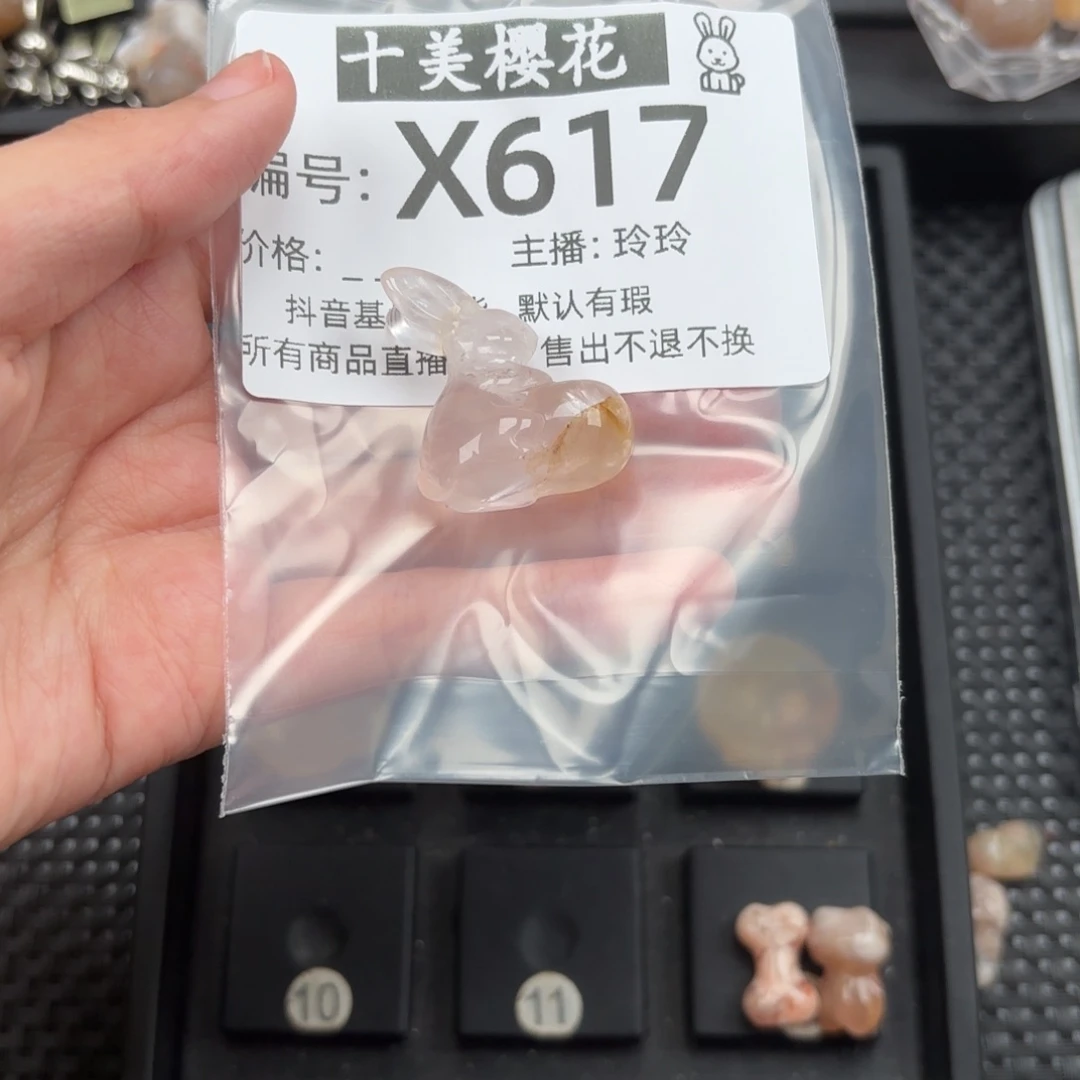 十美樱花
编号: X617
价格: _ _ 主播: 玲玲
抖音基 默认有瑕
所有商品直播 售出不退不换
10
11